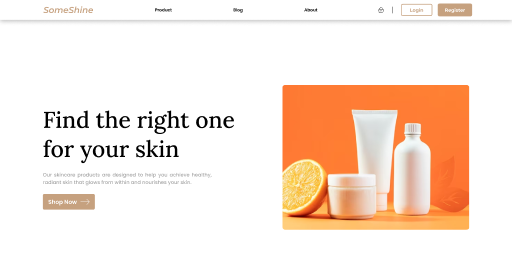 SomeShine
Product
Blog
About
Login
Register
Find the right one
for your skin
Our skincare products are designed to help you achieve healthy,
radiant skin that glows from within and nourishes your skin.
Shop Now